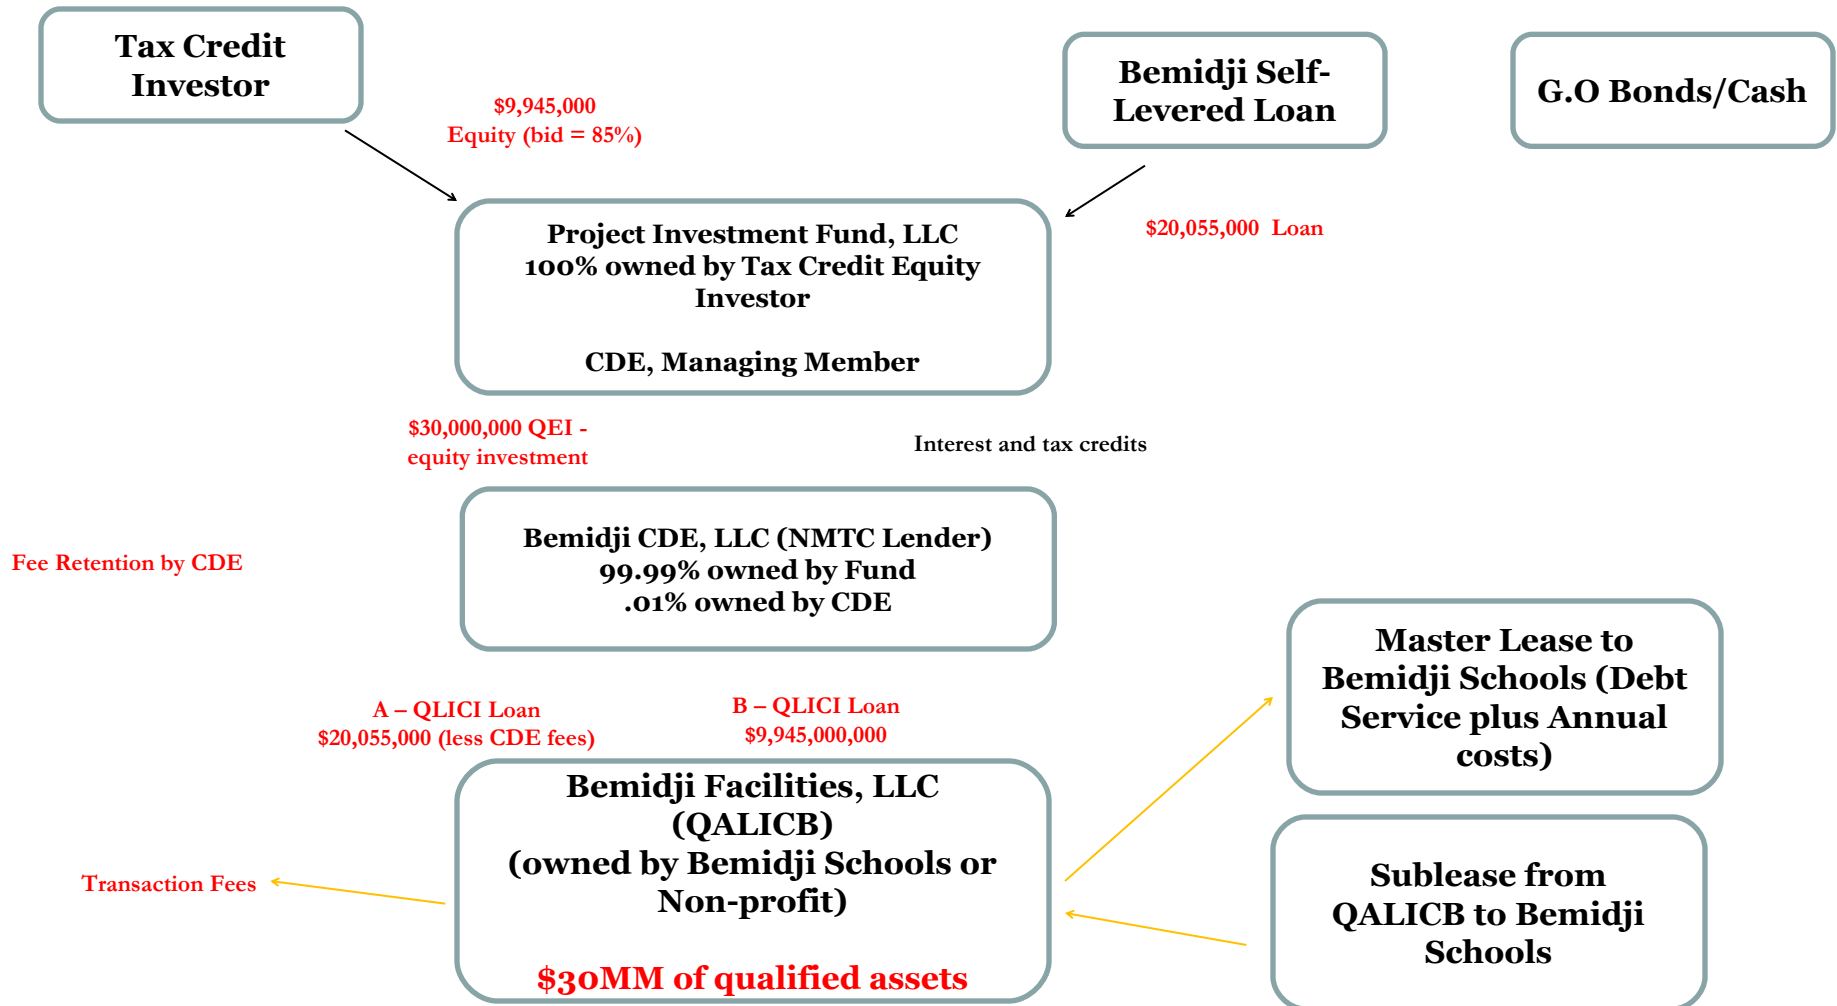 Tax Credit
Investor
Bemidji Self-
Levered Loan
G.O Bonds/Cash
$9,945,000
Equity (bid = 85%)
$20,055,000  Loan
Project Investment Fund, LLC
100% owned by Tax Credit Equity
Investor
CDE, Managing Member
$30,000,000 QEI -
equity investment
Interest and tax credits
Bemidji CDE, LLC (NMTC Lender)
99.99% owned by Fund
.01% owned by CDE
Fee Retention by CDE
A – QLICI Loan
$20,055,000 (less CDE fees)
B – QLICI Loan
$9,945,000,000
Master Lease to
Bemidji Schools (Debt
Service plus Annual
costs)
Bemidji Facilities, LLC
(QALICB)
(owned by Bemidji Schools or
Non-profit)
$30MM of qualified assets
Transaction Fees
Sublease from
QALICB to Bemidji
Schools